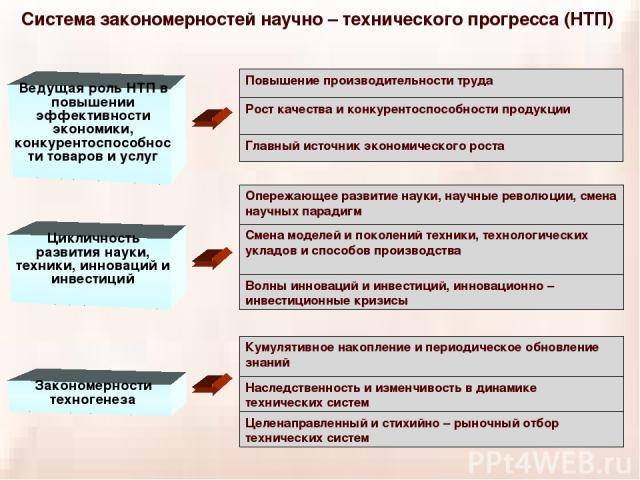 Система закономерностей научно – технического прогресса (НТП)
Ведущая роль НТП в
повышении
эффективности
экономики,
конкурентоспособнос
ти товаров и услуг
Повышение производительности труда
Рост качества и конкурентоспособности продукции
Главный источник экономического роста
Цикличность
развития науки,
техники, инноваций и
инвестиций
Опережающее развитие науки, научные революции, смена
научных парадигм
Смена моделей и поколений техники, технологических
укладов и способов производства
Волны инноваций и инвестиций, инновационно –
инвестиционные кризисы
Закономерности
техногенеза
Кумулятивное накопление и периодическое обновление
знаний
Наследственность и изменчивость в динамике
технических систем
Целенаправленный и стихийно – рыночный отбор
технических систем
PPt4WEB.ru